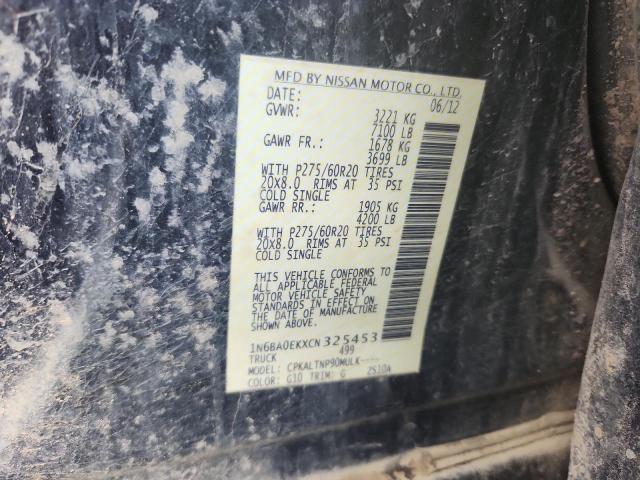 MFD BY NISSAN MOTOR CO., LTD.
DATE: 06/12
GVWR: 3221 KG
7100 LB
GAWR FR.: 1678 KG
3699 LB
WITH P275/60R20 TIRES
20X8.0 RIMS AT 35 PSI
COLD SINGLE
GAWR RR.: 1905 KG
4200 LB
WITH P275/60R20 TIRES
20X8.0 RIMS AT 35 PSI
COLD SINGLE
THIS VEHICLE CONFORMS TO
ALL APPLICABLE FEDERAL
MOTOR VEHICLE SAFETY
STANDARDS IN EFFECT ON
THE DATE OF MANUFACTURE
SHOWN ABOVE.
1N6BA0EKXCN325453
TRUCK 499
MODEL: CPKALTNP90MULK----
COLOR: G10 TRIM: G ZS10A